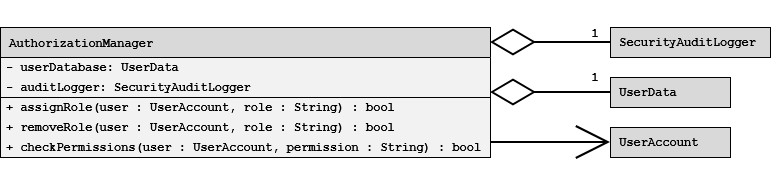 AuthorizationManager
- userDatabase: UserData
- auditLogger: SecurityAuditLogger
+ assignRole(user : UserAccount, role : String) : bool
+ removeRole(user : UserAccount, role : String) : bool
+ checkPermissions(user : UserAccount, permission : String) : bool
1
SecurityAuditLogger
1
UserData
UserAccount